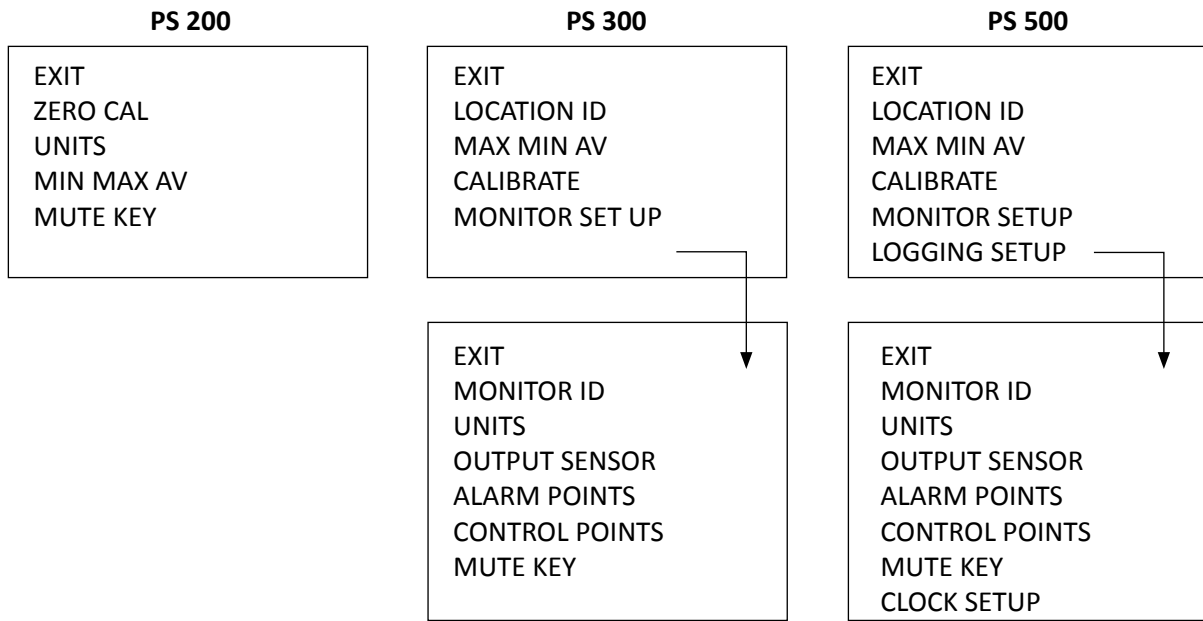 PS 200
EXIT
ZERO CAL
UNITS
MIN MAX AV
MUTE KEY
PS 300
EXIT
LOCATION ID
MAX MIN AV
CALIBRATE
MONITOR SET UP
EXIT
MONITOR ID
UNITS
OUTPUT SENSOR
ALARM POINTS
CONTROL POINTS
MUTE KEY
PS 500
EXIT
LOCATION ID
MAX MIN AV
CALIBRATE
MONITOR SETUP
LOGGING SETUP
EXIT
MONITOR ID
UNITS
OUTPUT SENSOR
ALARM POINTS
CONTROL POINTS
MUTE KEY
CLOCK SETUP